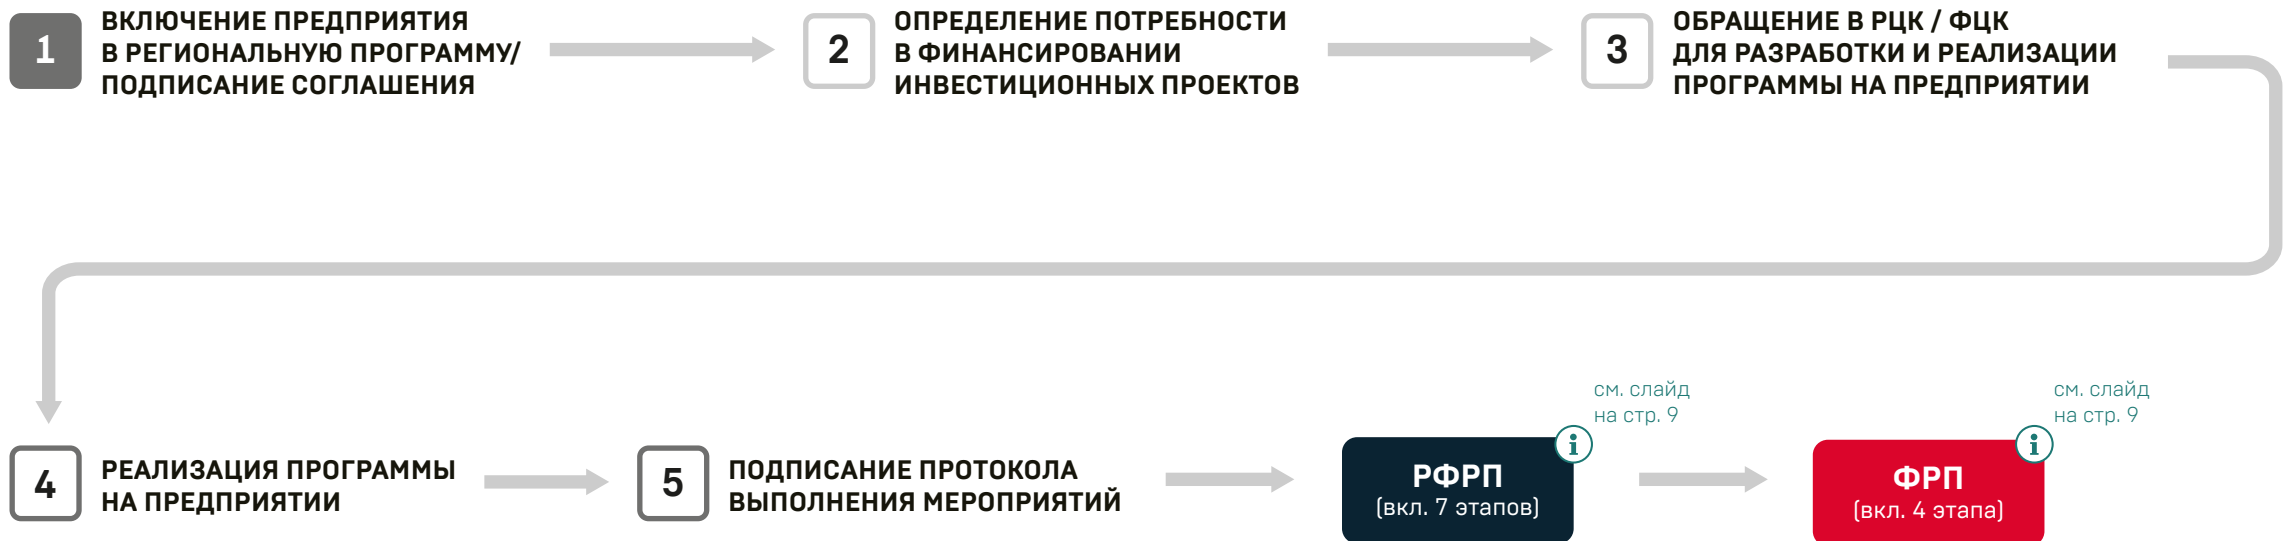 1
ВКЛЮЧЕНИЕ ПРЕДПРИЯТИЯ
В РЕГИОНАЛЬНУЮ ПРОГРАММУ/
ПОДПИСАНИЕ СОГЛАШЕНИЯ
2
ОПРЕДЕЛЕНИЕ ПОТРЕБНОСТИ
В ФИНАНСИРОВАНИИ
ИНВЕСТИЦИОННЫХ ПРОЕКТОВ
3
ОБРАЩЕНИЕ В РЦК / ФЦК
ДЛЯ РАЗРАБОТКИ И РЕАЛИЗАЦИИ
ПРОГРАММЫ НА ПРЕДПРИЯТИИ
4
РЕАЛИЗАЦИЯ ПРОГРАММЫ
НА ПРЕДПРИЯТИИ
5
ПОДПИСАНИЕ ПРОТОКОЛА
ВЫПОЛНЕНИЯ МЕРОПРИЯТИЙ
см. слайд
на стр. 9
i
РФРП
(вкл. 7 этапов)
см. слайд
на стр. 9
i
ФРП
(вкл. 4 этапа)